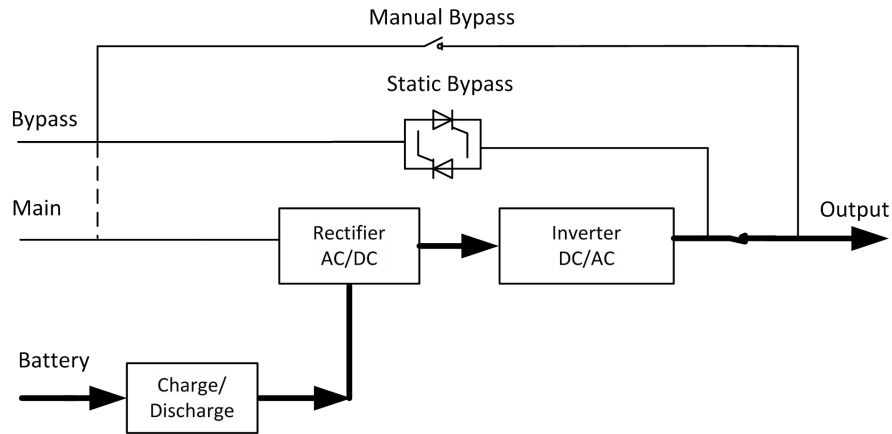 Manual Bypass
Static Bypass
Bypass
Main
Rectifier
AC/DC
Inverter
DC/AC
Output
Battery
Charge/
Discharge